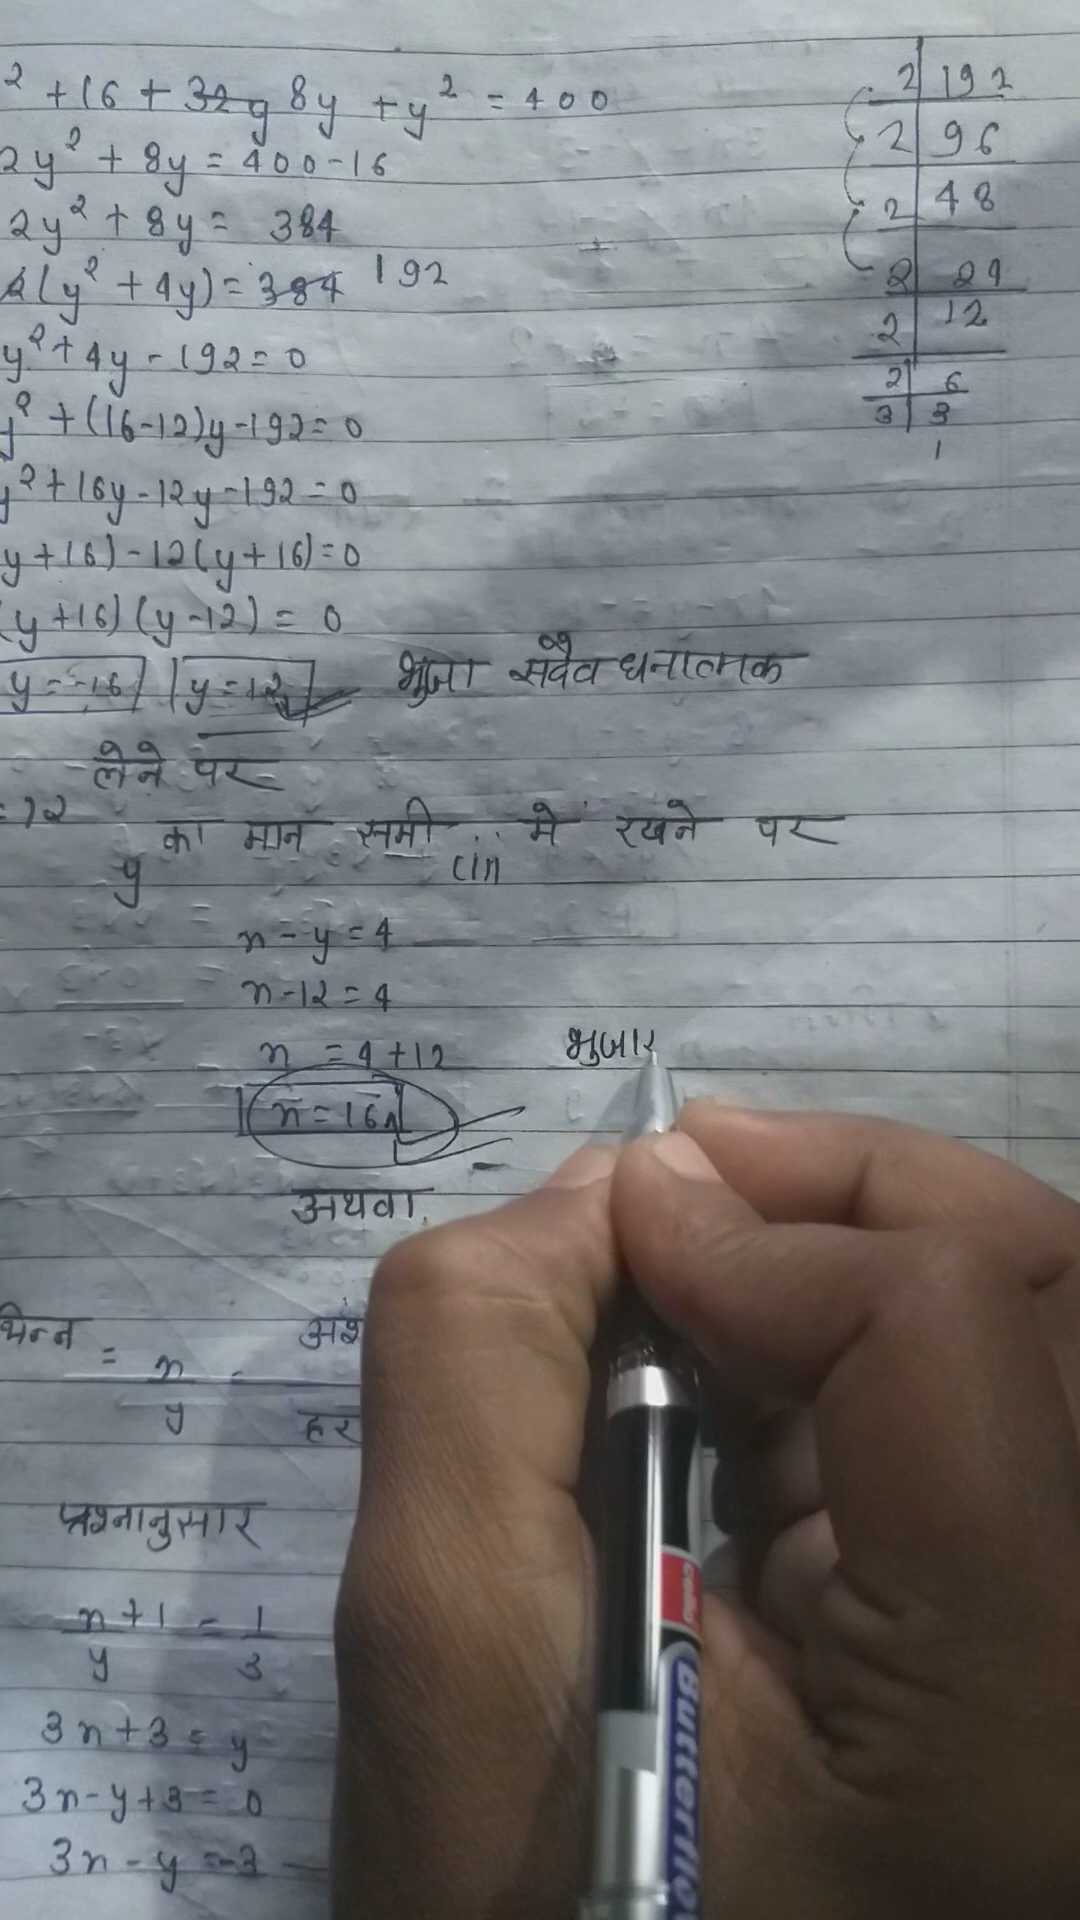 2 + 16 + 32y 8y + y² = 400
2y² + 8y = 400-16
2y² + 8y = 384
2(y² + 4y) = 384 192
y² + 4y - 192 = 0
y² + (16-12)y - 192 = 0
y² + 16y - 12y - 192 = 0
y + 16) - 12(y + 16) = 0
(y + 16) (y - 12) = 0
y = -16 y = 12 भुजा सदैव धनात्मक
लेने पर
= 12
y का मान समी. (i) में रखने पर
x - y = 4
x - 12 = 4
x = 4 + 12
x = 16
भुजाए
अथवा
भिन्न = x/y = अंश
हर
प्रश्नानुसार
x + 1 / y = 1 / 3
3x + 3 = y
3x - y + 3 = 0
3x - y = -3
2 | 192
2 | 96
2 | 48
2 | 24
2 | 12
2 | 6
3 | 3
1
cello
Butterflow